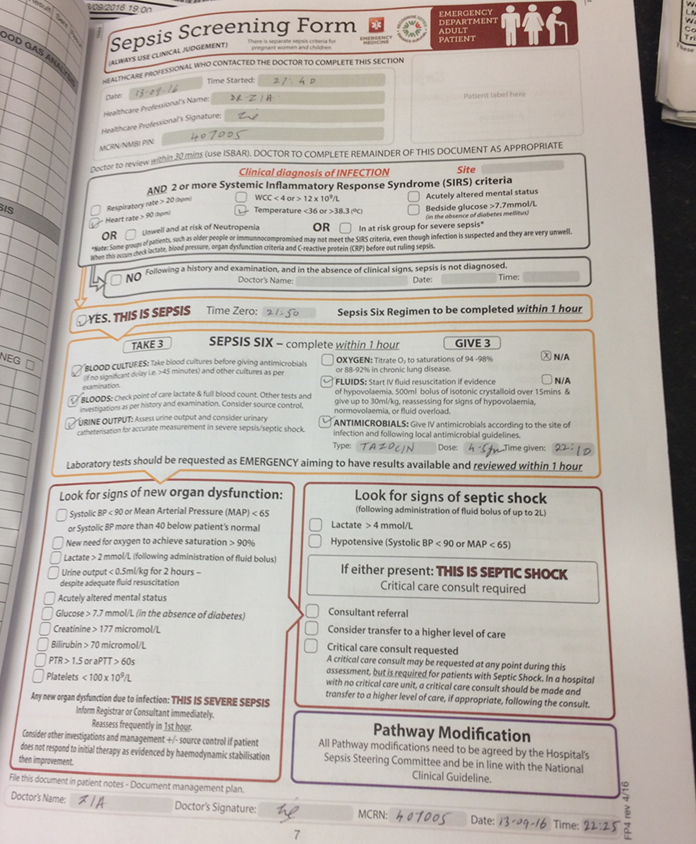 13/09/2016 19:00
OOD GAS ANALYSIS
SIS
NEG
Sepsis Screening Form
(ALWAYS USE CLINICAL JUDGEMENT)
There is separate sepsis criteria for
pregnant women and children
EMERGENCY
MEDICINE
EMERGENCY
DEPARTMENT
ADULT
PATIENT
HEALTHCARE PROFESSIONAL WHO CONTACTED THE DOCTOR TO COMPLETE THIS SECTION
Date: 13-09-16 Time Started: 21:40
Healthcare Professional's Name: DR ZIA
Healthcare Professional's Signature:
MCRN/NMBI PIN: 407005
Patient label here
Doctor to review within 30 mins (use ISBAR). DOCTOR TO COMPLETE REMAINDER OF THIS DOCUMENT AS APPROPRIATE
Clinical diagnosis of INFECTION Site
AND 2 or more Systemic Inflammatory Response Syndrome (SIRS) criteria
Respiratory rate > 20 (bpm) WCC < 4 or > 12 x 10⁹/L Acutely altered mental status
Heart rate > 90 (bpm) Temperature <36 or >38.3 (ºC) Bedside glucose >7.7mmol/L
(in the absence of diabetes mellitus)
OR Unwell and at risk of Neutropenia OR In at risk group for severe sepsis*
*Note: Some groups of patients, such as older people or immunocompromised may not meet the SIRS criteria, even though infection is suspected and they are very unwell.
When this occurs check lactate, blood pressure, organ dysfunction criteria and C-reactive protein (CRP) before out ruling sepsis.
NO Following a history and examination, and in the absence of clinical signs, sepsis is not diagnosed.
Doctor's Name: Date: Time:
YES. THIS IS SEPSIS Time Zero: 21:50 Sepsis Six Regimen to be completed within 1 hour
TAKE 3 SEPSIS SIX – complete within 1 hour GIVE 3
BLOOD CULTURES: Take blood cultures before giving antimicrobials
(if no significant delay i.e. >45 minutes) and other cultures as per
examination.
BLOODS: Check point of care lactate & full blood count. Other tests and
investigations as per history and examination. Consider source control.
URINE OUTPUT: Assess urine output and consider urinary
catheterisation for accurate measurement in severe sepsis/septic shock.
OXYGEN: Titrate O₂ to saturations of 94 -98%
or 88-92% in chronic lung disease.
X N/A
FLUIDS: Start IV fluid resuscitation if evidence
of hypovolaemia. 500ml bolus of isotonic crystalloid over 15mins &
give up to 30ml/kg, reassessing for signs of hypovolaemia,
normovolaemia, or fluid overload.
N/A
ANTIMICROBIALS: Give IV antimicrobials according to the site of
infection and following local antimicrobial guidelines.
Type: TAZOCIN Dose: 4.5gm Time given: 22:10
Laboratory tests should be requested as EMERGENCY aiming to have results available and reviewed within 1 hour
Look for signs of new organ dysfunction:
Systolic BP < 90 or Mean Arterial Pressure (MAP) < 65
or Systolic BP more than 40 below patient's normal
New need for oxygen to achieve saturation > 90%
Lactate > 2 mmol/L (following administration of fluid bolus)
Urine output < 0.5ml/kg for 2 hours –
despite adequate fluid resuscitation
Acutely altered mental status
Glucose > 7.7 mmol/L (in the absence of diabetes)
Creatinine > 177 micromol/L
Bilirubin > 70 micromol/L
PTR > 1.5 or aPTT > 60s
Platelets < 100 x 10⁹/L
Any new organ dysfunction due to infection: THIS IS SEVERE SEPSIS
Inform Registrar or Consultant immediately.
Reassess frequently in 1st hour.
Consider other investigations and management +/- source control if patient
does not respond to initial therapy as evidenced by haemodynamic stabilisation
then improvement.
Look for signs of septic shock
(following administration of fluid bolus of up to 2L)
Lactate > 4 mmol/L
Hypotensive (Systolic BP < 90 or MAP < 65)
If either present: THIS IS SEPTIC SHOCK
Critical care consult required
Consultant referral
Consider transfer to a higher level of care
Critical care consult requested
A critical care consult may be requested at any point during this
assessment, but is required for patients with Septic Shock. In a hospital
with no critical care unit, a critical care consult should be made and
transfer to a higher level of care, if appropriate, following the consult.
Pathway Modification
All Pathway modifications need to be agreed by the Hospital's
Sepsis Steering Committee and be in line with the National
Clinical Guideline.
File this document in patient notes - Document management plan.
Doctor's Name: ZIA Doctor's Signature: MCRN: 407005 Date: 13-09-16 Time: 22:25
7
FP4 rev 4/16